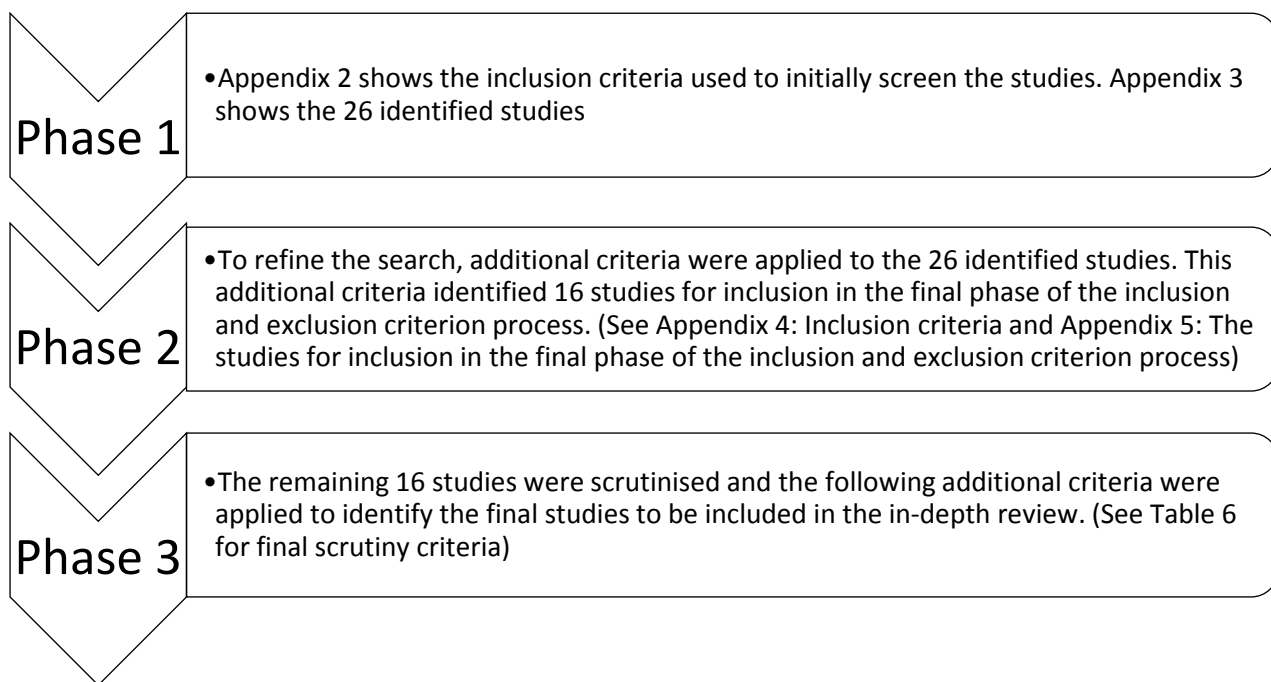 Phase 1
•Appendix 2 shows the inclusion criteria used to initially screen the studies. Appendix 3
shows the 26 identified studies
Phase 2
•To refine the search, additional criteria were applied to the 26 identified studies. This
additional criteria identified 16 studies for inclusion in the final phase of the inclusion
and exclusion criterion process. (See Appendix 4: Inclusion criteria and Appendix 5: The
studies for inclusion in the final phase of the inclusion and exclusion criterion process)
Phase 3
•The remaining 16 studies were scrutinised and the following additional criteria were
applied to identify the final studies to be included in the in-depth review. (See Table 6
for final scrutiny criteria)